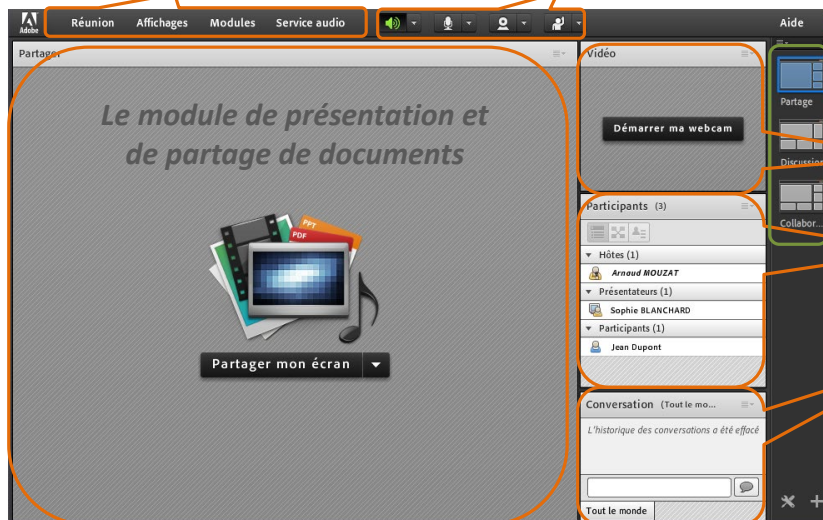 Adobe
Réunion Affichages Modules Service audio
Aide
Partager
Le module de présentation et
de partage de documents
PPT
PDF
Partager mon écran
Vidéo
Démarrer ma webcam
Participants (3)
Hôtes (1)
Arnaud MOUZAT
Présentateurs (1)
Sophie BLANCHARD
Participants (1)
Jean Dupont
Conversation (Tout le mo...
L'historique des conversations a été effacé
Tout le monde
Partage
Discussion
Collabor...